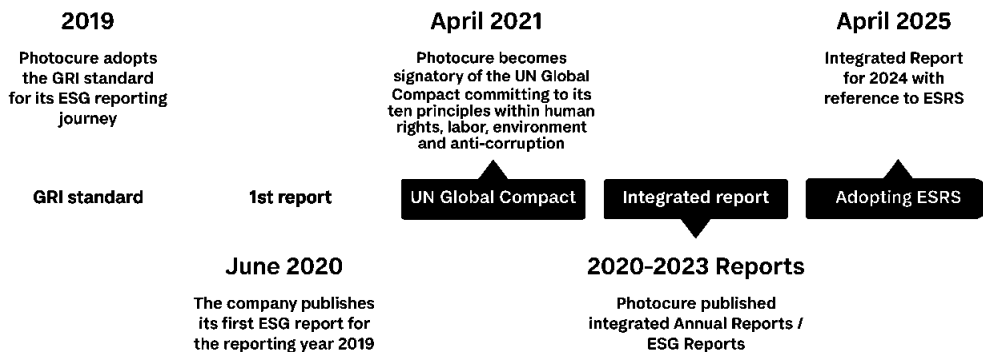 2019
Photocure adopts
the GRI standard
for its ESG reporting
journey
April 2021
Photocure becomes
signatory of the UN Global
Compact committing to its
ten principles within human
rights, labor, environment
and anti-corruption
April 2025
Integrated Report
for 2024 with
reference to ESRS
GRI standard
1st report
UN Global Compact
Integrated report
Adopting ESRS
June 2020
The company publishes
its first ESG report for
the reporting year 2019
2020-2023 Reports
Photocure published
integrated Annual Reports /
ESG Reports